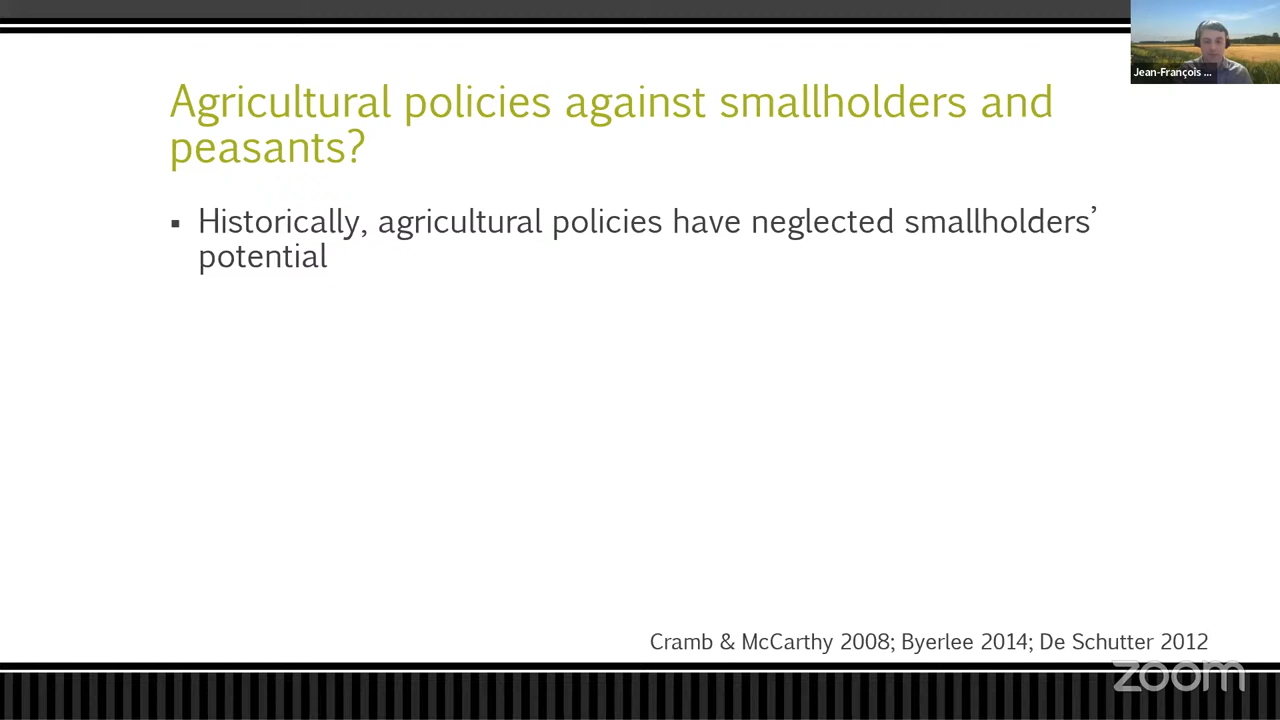 Jean-François ...
Agricultural policies against smallholders and
peasants?
▪ Historically, agricultural policies have neglected smallholders’
potential
Cramb & McCarthy 2008; Byerlee 2014; De Schutter 2012
zoom